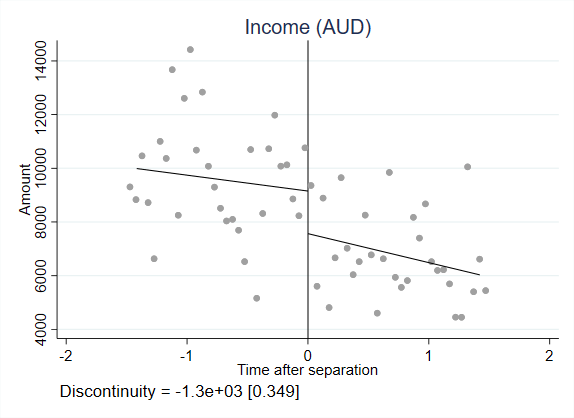 Income (AUD)
Amount
14000
12000
10000
8000
6000
4000
-2
-1
0
1
2
Time after separation
Discontinuity = -1.3e+03 [0.349]